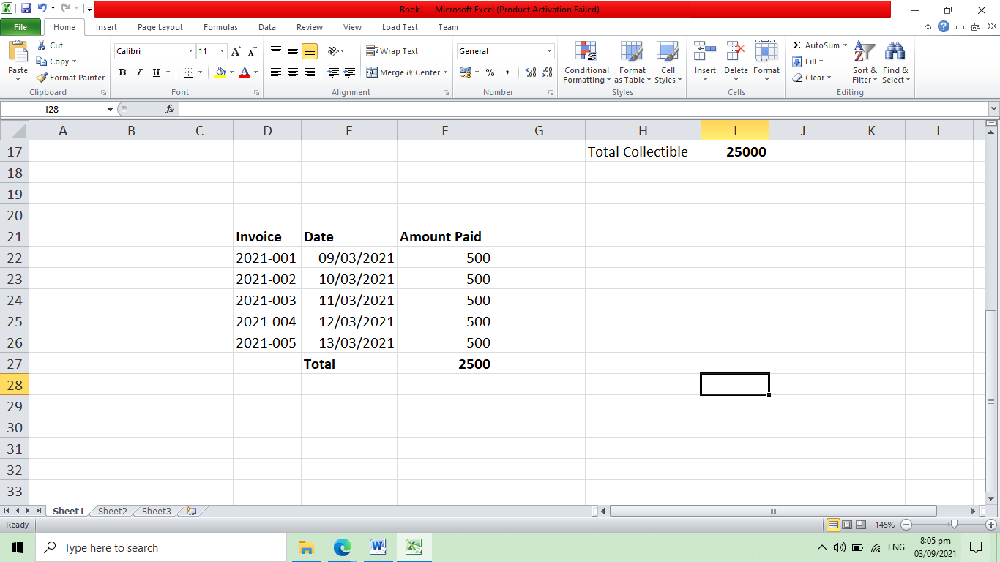 Book1 - Microsoft Excel (Product Activation Failed)
File Home Insert Page Layout Formulas Data Review View Load Test Team
Cut
Copy
Format Painter
Paste
Clipboard
Calibri 11
B I U
Font
Wrap Text
Merge & Center
Alignment
General
% ,
Number
Conditional Formatting
Format as Table
Cell Styles
Styles
Insert Delete Format
Cells
Σ AutoSum
Fill
Clear
Sort & Filter
Find & Select
Editing
I28 fx
A B C D E F G H I J K L
17 Total Collectible 25000
18
19
20
21 Invoice Date Amount Paid
22 2021-001 09/03/2021 500
23 2021-002 10/03/2021 500
24 2021-003 11/03/2021 500
25 2021-004 12/03/2021 500
26 2021-005 13/03/2021 500
27 Total 2500
28
29
30
31
32
33
Sheet1 Sheet2 Sheet3
Ready 145%
Type here to search
ENG
8:05 pm
03/09/2021